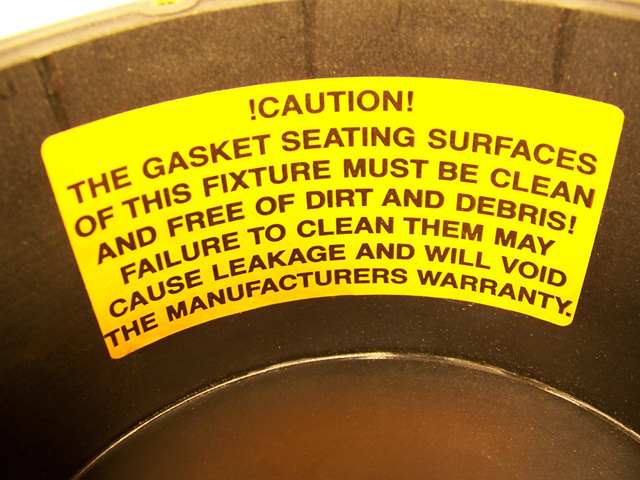 !CAUTION!
THE GASKET SEATING SURFACES
OF THIS FIXTURE MUST BE CLEAN
AND FREE OF DIRT AND DEBRIS!
FAILURE TO CLEAN THEM MAY
CAUSE LEAKAGE AND WILL VOID
THE MANUFACTURERS WARRANTY.